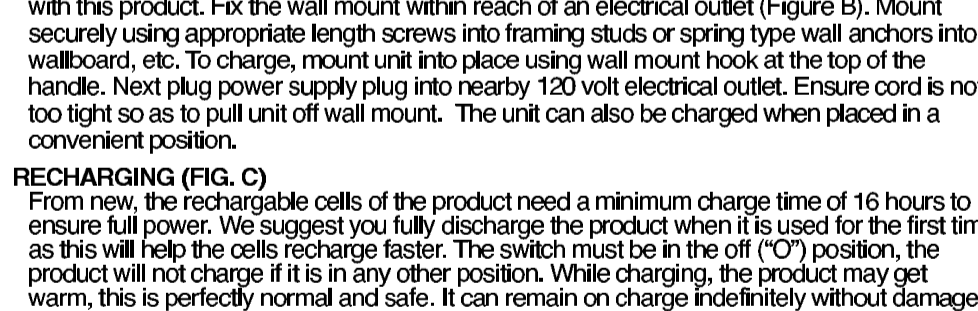 with this product. Fix the wall mount within reach of an electrical outlet (Figure B). Mount
securely using appropriate length screws into framing studs or spring type wall anchors into
wallboard, etc. To charge, mount unit into place using wall mount hook at the top of the
handle. Next plug power supply plug into nearby 120 volt electrical outlet. Ensure cord is no
too tight so as to pull unit off wall mount. The unit can also be charged when placed in a
convenient position.
RECHARGING (FIG. C)
From new, the rechargable cells of the product need a minimum charge time of 16 hours to
ensure full power. We suggest you fully discharge the product when it is used for the first tim
as this will help the cells recharge faster. The switch must be in the off (“O”) position, the
product will not charge if it is in any other position. While charging, the product may get
warm, this is perfectly normal and safe. It can remain on charge indefinitely without damage